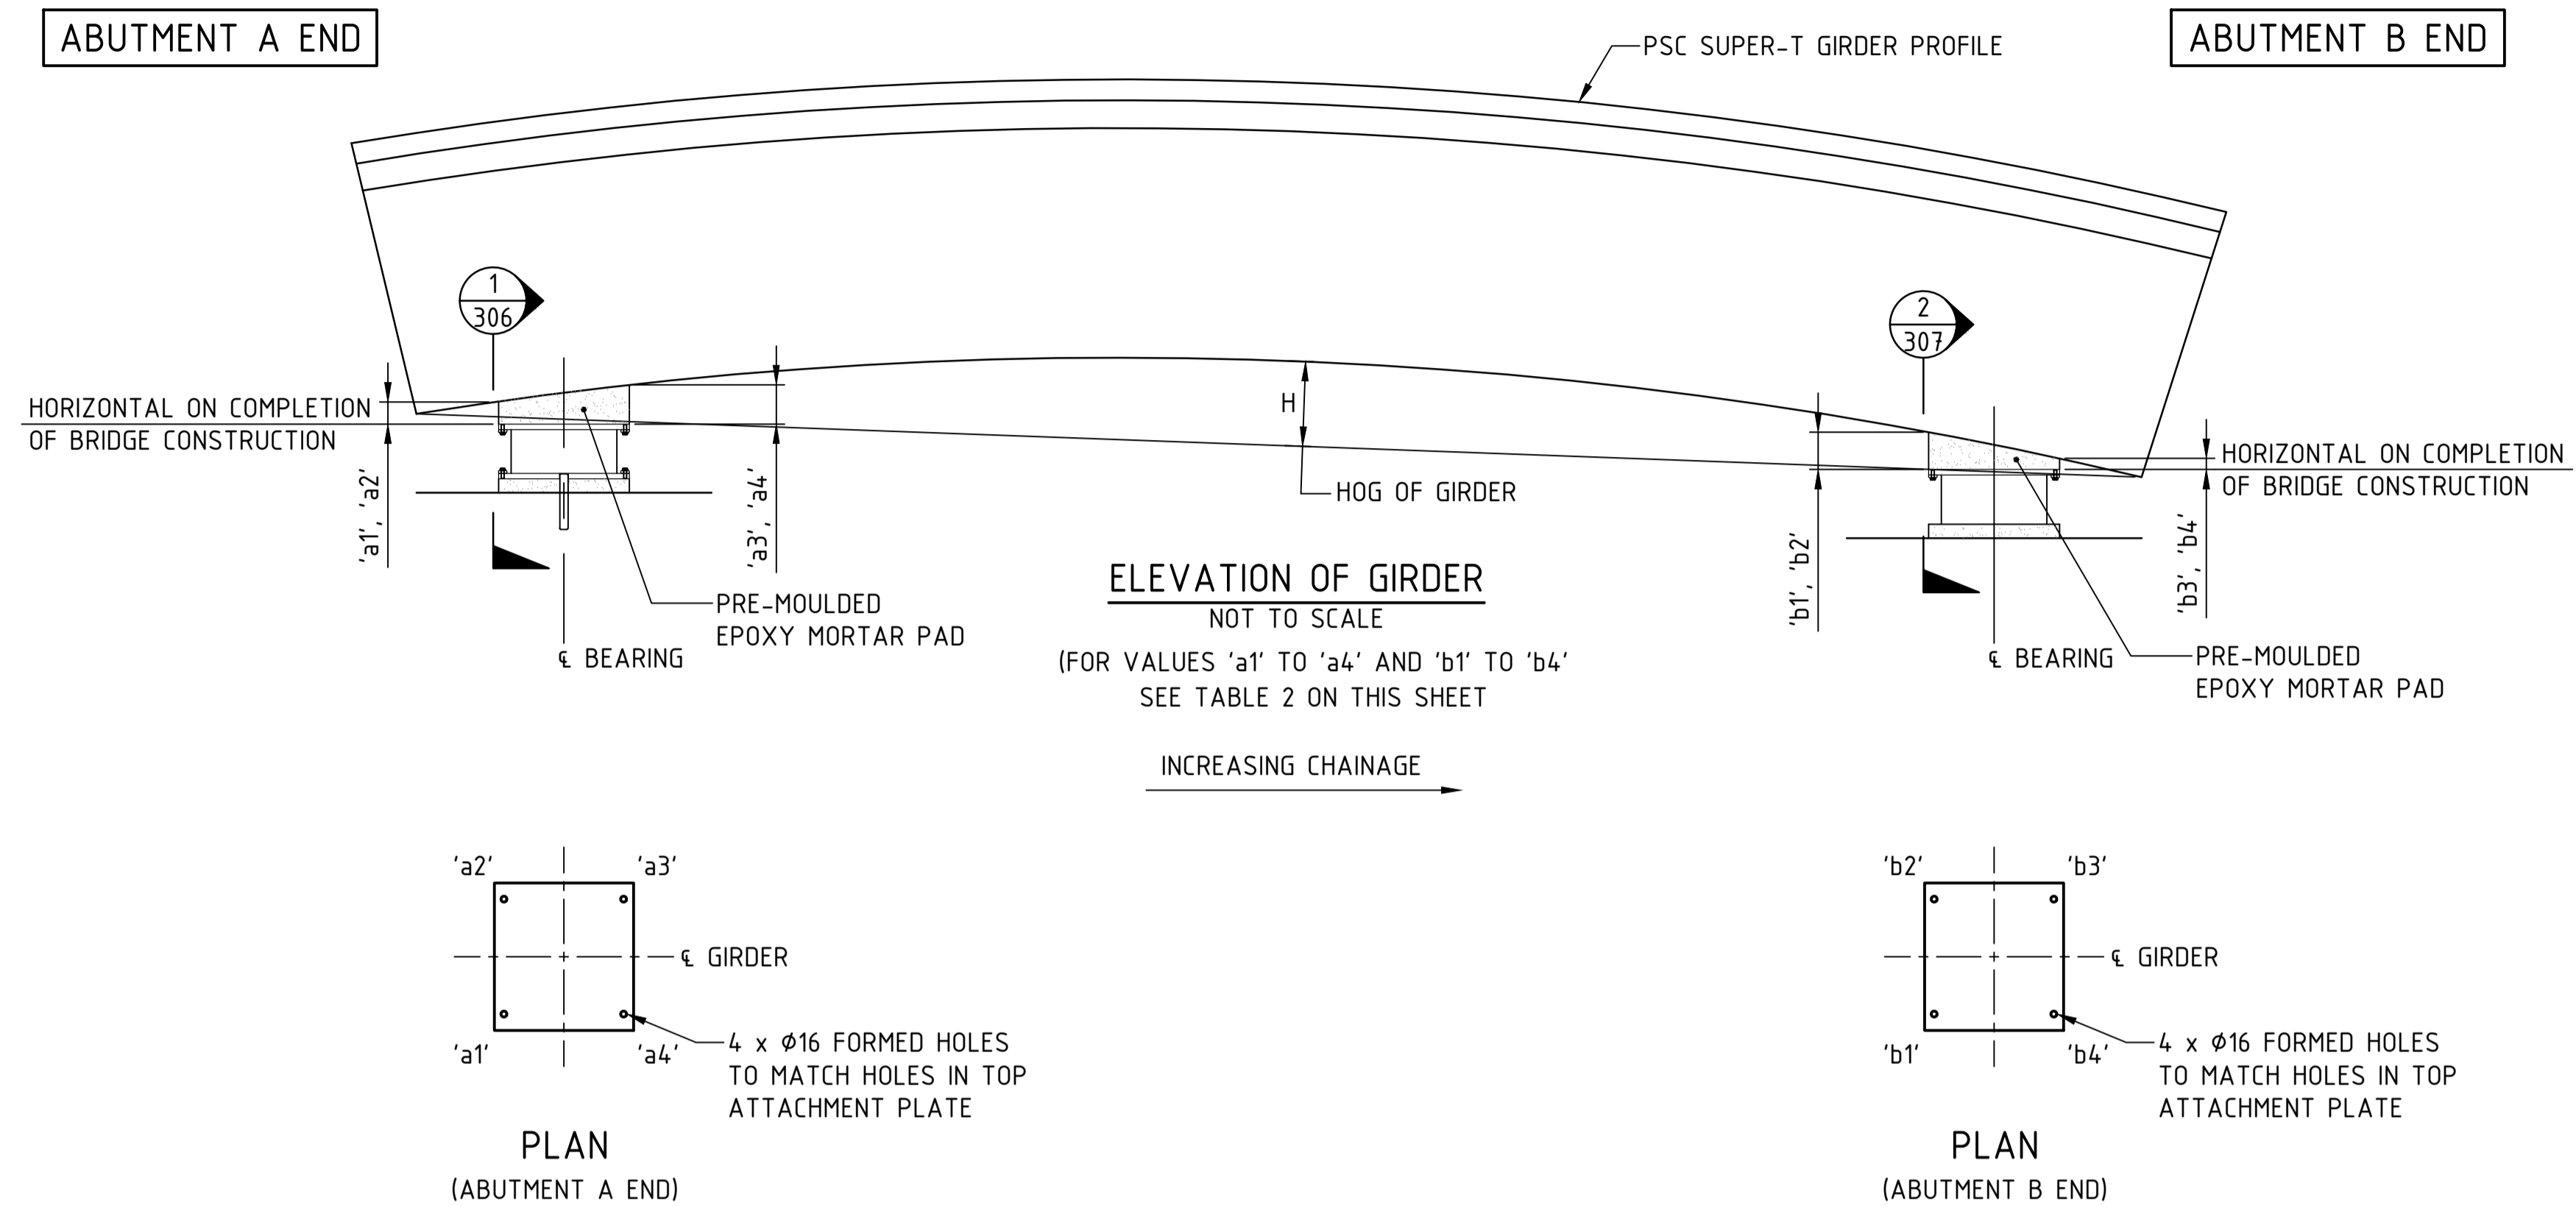 ABUTMENT A END
ABUTMENT B END
PSC SUPER-T GIRDER PROFILE
1
306
2
307
HORIZONTAL ON COMPLETION
OF BRIDGE CONSTRUCTION
'a1', 'a2'
'a3', 'a4'
H
HOG OF GIRDER
'b1', 'b2'
'b3', 'b4'
HORIZONTAL ON COMPLETION
OF BRIDGE CONSTRUCTION
PRE-MOULDED
EPOXY MORTAR PAD
℄ BEARING
ELEVATION OF GIRDER
NOT TO SCALE
(FOR VALUES 'a1' TO 'a4' AND 'b1' TO 'b4'
SEE TABLE 2 ON THIS SHEET
℄ BEARING
PRE-MOULDED
EPOXY MORTAR PAD
INCREASING CHAINAGE
'a2'
'a3'
℄ GIRDER
'a1'
'a4'
4 x Ø16 FORMED HOLES
TO MATCH HOLES IN TOP
ATTACHMENT PLATE
PLAN
(ABUTMENT A END)
'b2'
'b3'
℄ GIRDER
'b1'
'b4'
4 x Ø16 FORMED HOLES
TO MATCH HOLES IN TOP
ATTACHMENT PLATE
PLAN
(ABUTMENT B END)